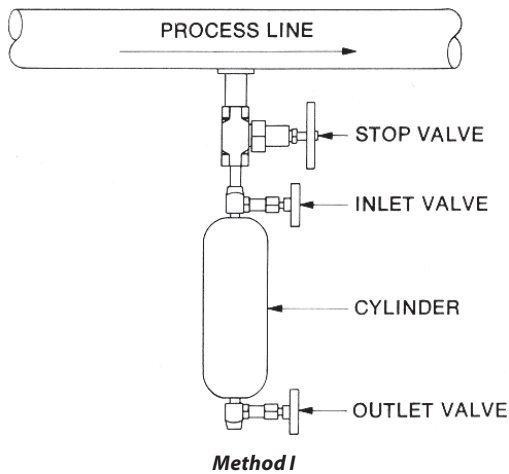 PROCESS LINE
STOP VALVE
INLET VALVE
CYLINDER
OUTLET VALVE
Method I